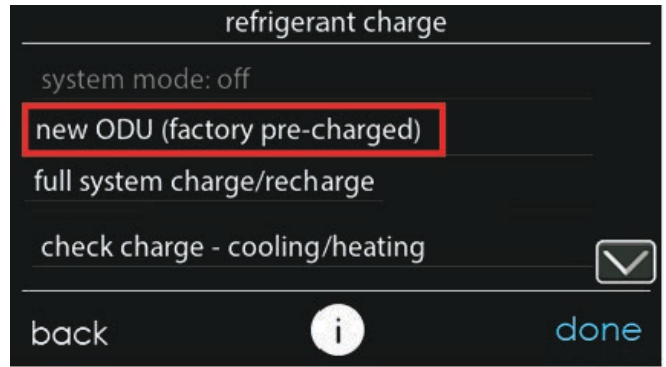 refrigerant charge
system mode: off
new ODU (factory pre-charged)
full system charge/recharge
check charge - cooling/heating
back
i
done